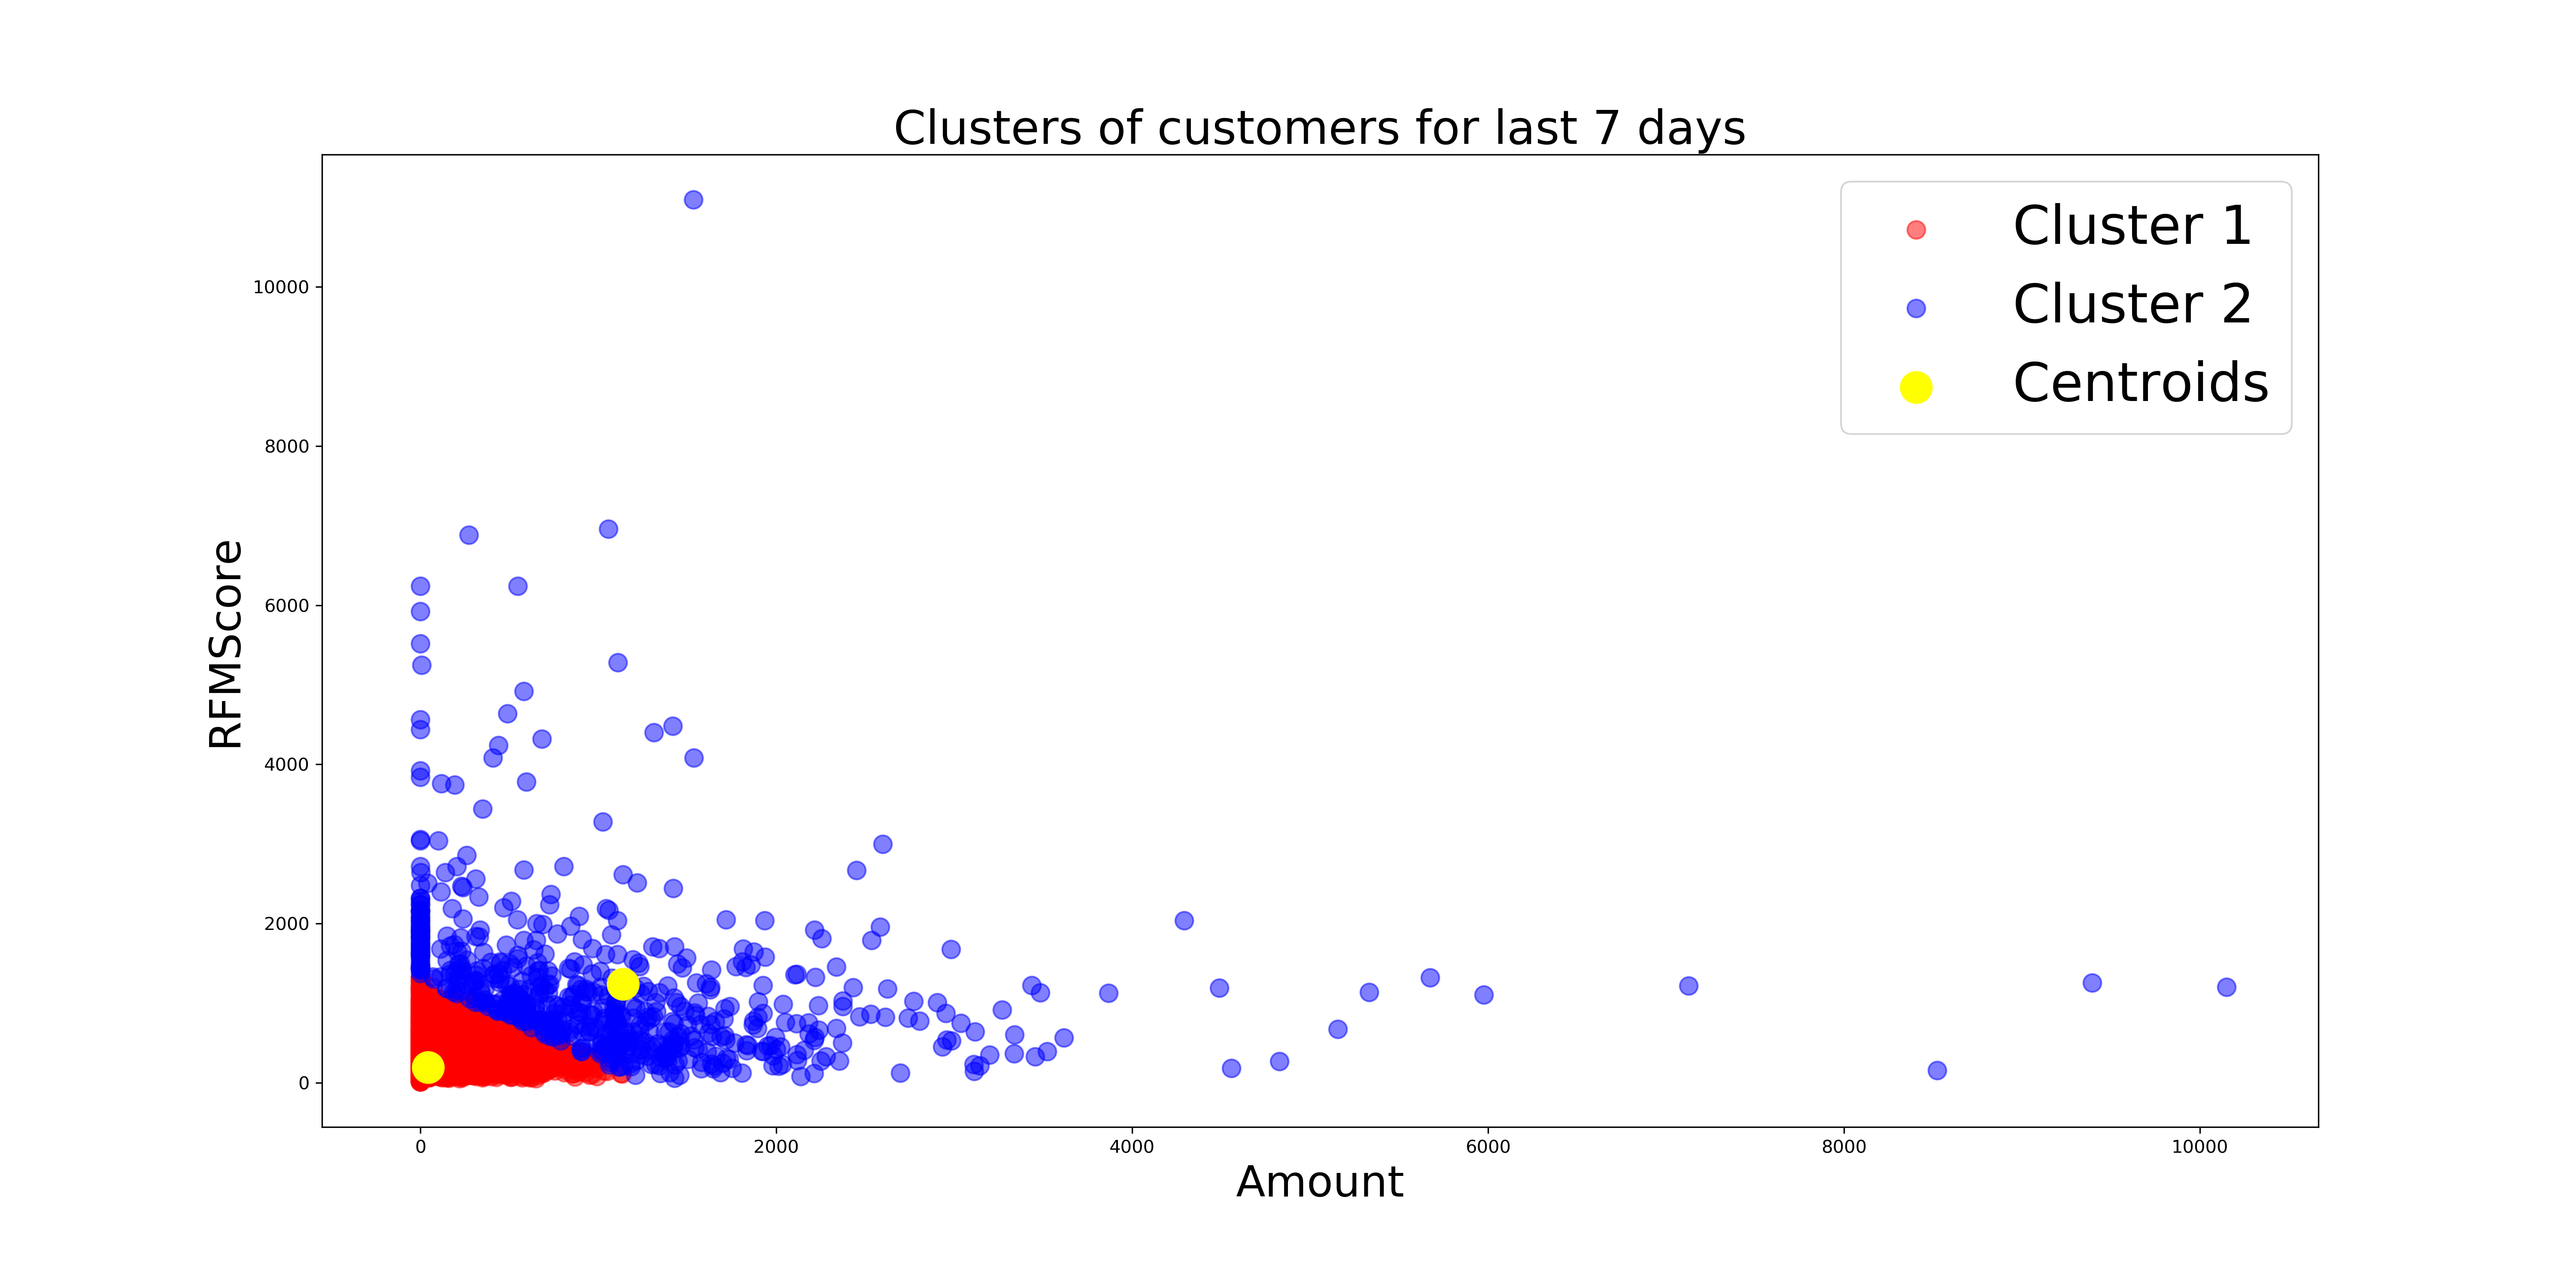 Clusters of customers for last 7 days
Cluster 1
Cluster 2
Centroids
RFMScore
10000
8000
6000
4000
2000
0
0 2000 4000 6000 8000 10000
Amount